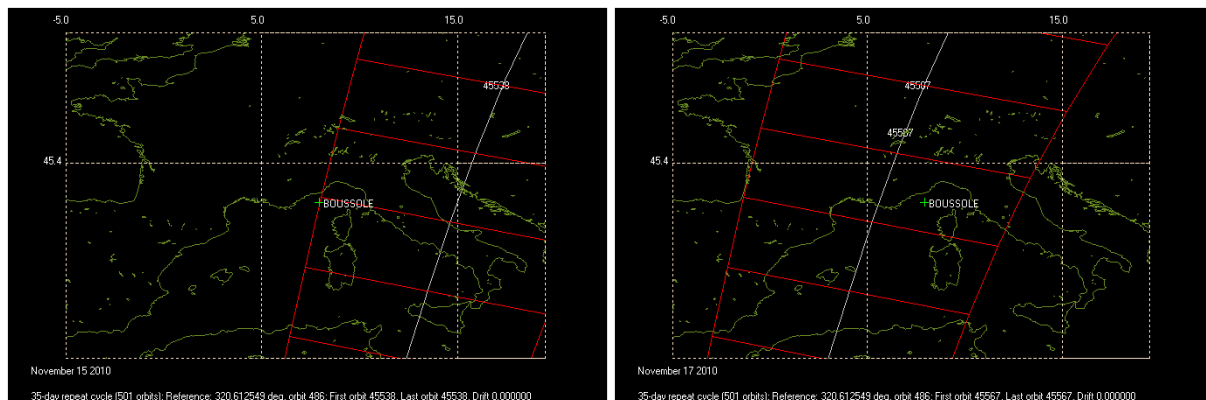 -5.0 5.0 15.0
45538
45.4
BOUSSOLE
November 15 2010
35-day repeat cycle (501 orbits); Reference: 320.612549 deg, orbit 486; First orbit 45538, Last orbit 45538, Drift 0.000000
-5.0 5.0 15.0
45567
45567
45.4
BOUSSOLE
November 17 2010
35-day repeat cycle (501 orbits); Reference: 320.612549 deg, orbit 486; First orbit 45567, Last orbit 45567, Drift 0.000000